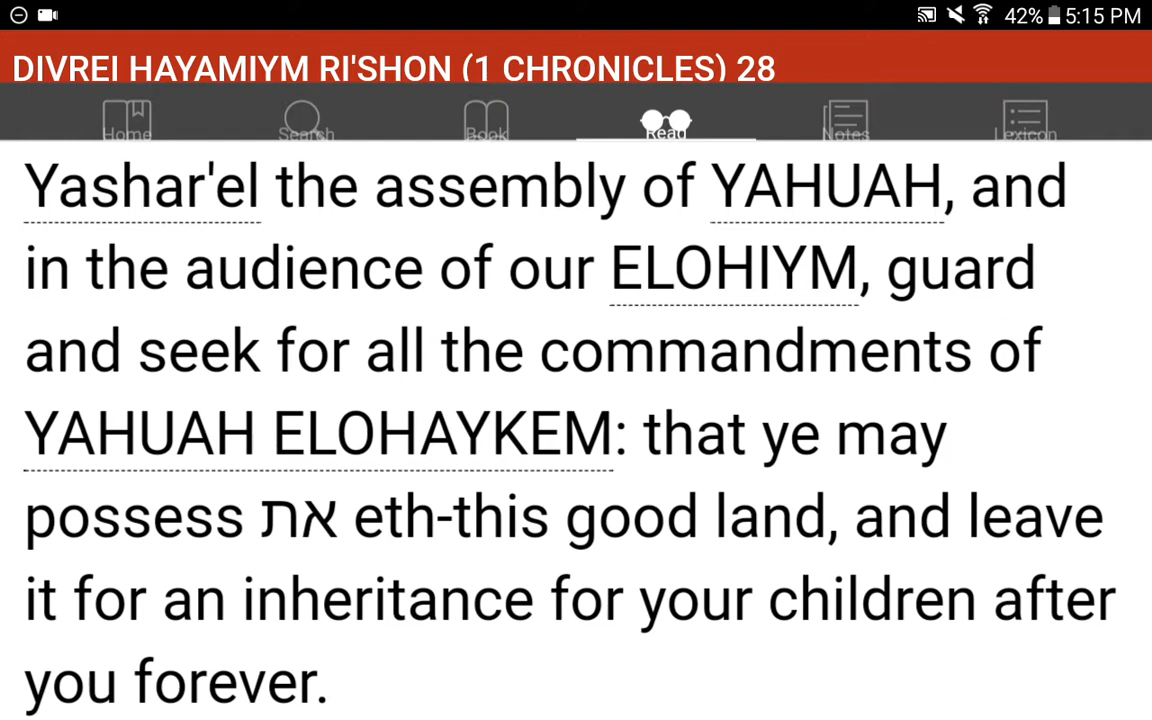 42% 5:15 PM
DIVREI HAYAMIYM RI'SHON (1 CHRONICLES) 28
Home Search Book Read Notes Lexicon
Yashar'el the assembly of YAHUAH, and
in the audience of our ELOHIYM, guard
and seek for all the commandments of
YAHUAH ELOHAYKEM: that ye may
possess את eth-this good land, and leave
it for an inheritance for your children after
you forever.